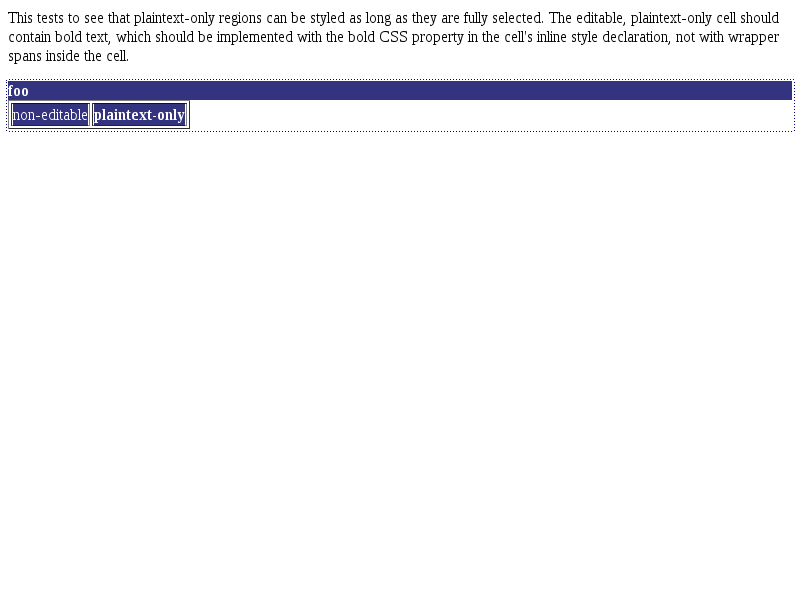 This tests to see that plaintext-only regions can be styled as long as they are fully selected. The editable, plaintext-only cell should
contain bold text, which should be implemented with the bold CSS property in the cell's inline style declaration, not with wrapper
spans inside the cell.
foo
non-editable plaintext-only